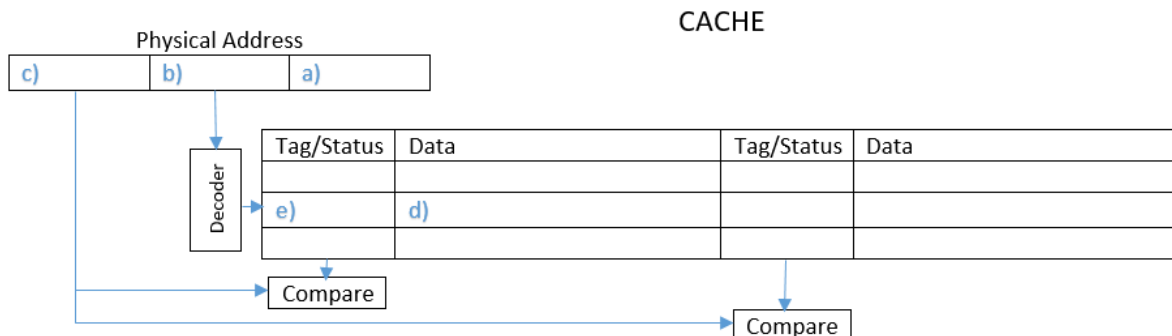 CACHE
Physical Address
c) b) a)
Tag/Status Data Tag/Status Data
Decoder
e) d)
Compare
Compare